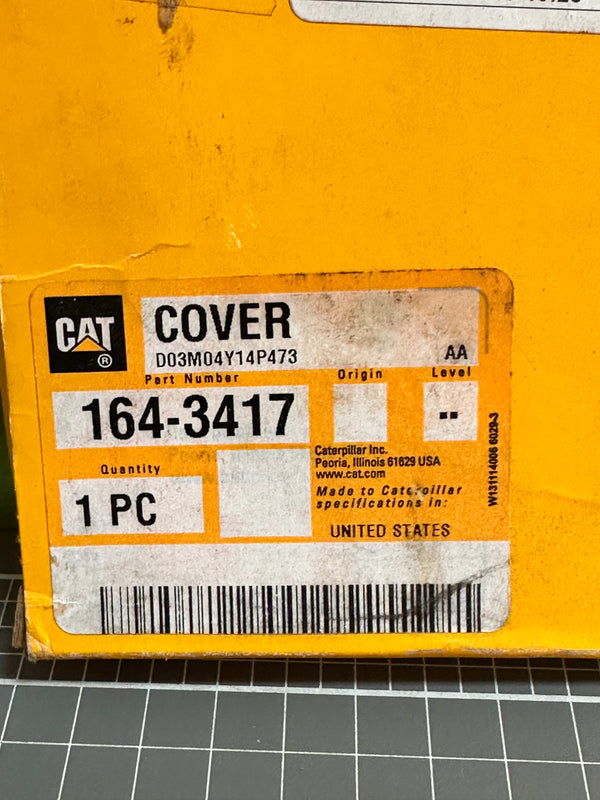 CAT
®
COVER
D03M04Y14P473
AA
Part Number
Origin
Level
164-3417
--
Quantity
1 PC
Caterpillar Inc.
Peoria, Illinois 61629 USA
www.cat.com
Made to Caterpillar
specifications in:
UNITED STATES
W131114006 6029-3